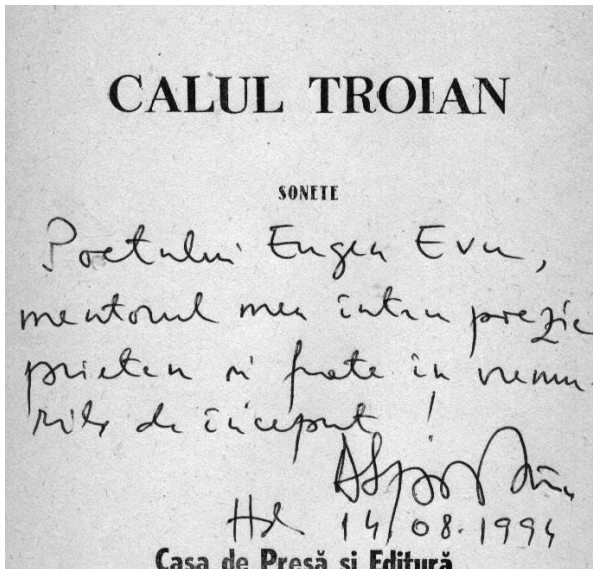 CALUL TROIAN
SONETE
Poetului Eugen Evu,
mentorul meu întru poezie
prieten și frate în vremu-
rile de început!
Hd 14/08.1994
Casa de Presă și Editură